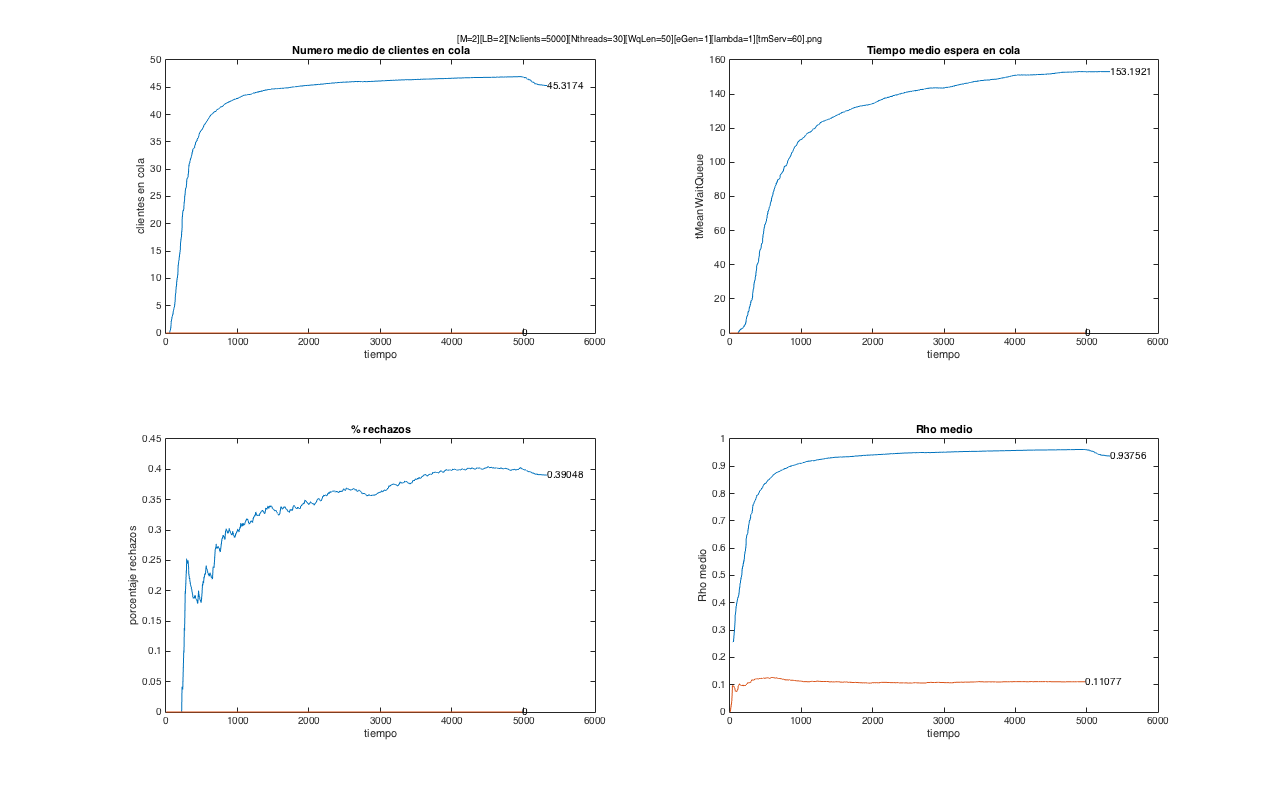 [M=2][LB=2][Nclients=5000][Nthreads=30][WqLen=50][eGen=1][lambda=1][tmServ=60].png
Numero medio de clientes en cola
50
45
40
35
30
25
20
15
10
5
0
clientes en cola
45.3174
0
0 1000 2000 3000 4000 5000 6000
tiempo
Tiempo medio espera en cola
160
140
120
100
80
60
40
20
0
tMeanWaitQueue
153.1921
0
0 1000 2000 3000 4000 5000 6000
tiempo
% rechazos
0.45
0.4
0.35
0.3
0.25
0.2
0.15
0.1
0.05
0
porcentaje rechazos
0.39048
0
0 1000 2000 3000 4000 5000 6000
tiempo
Rho medio
1
0.9
0.8
0.7
0.6
0.5
0.4
0.3
0.2
0.1
0
Rho medio
0.93756
0.11077
0 1000 2000 3000 4000 5000 6000
tiempo